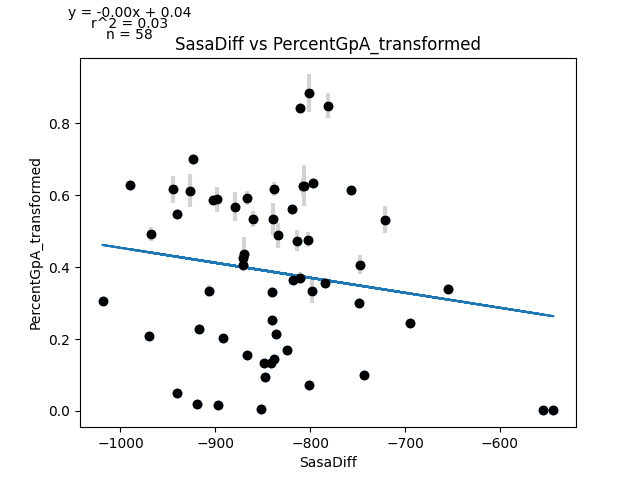 y = -0.00x + 0.04
r^2 = 0.03
n = 58
SasaDiff vs PercentGpA_transformed
PercentGpA_transformed
0.8
0.6
0.4
0.2
0.0
−1000
−900
−800
−700
−600
SasaDiff